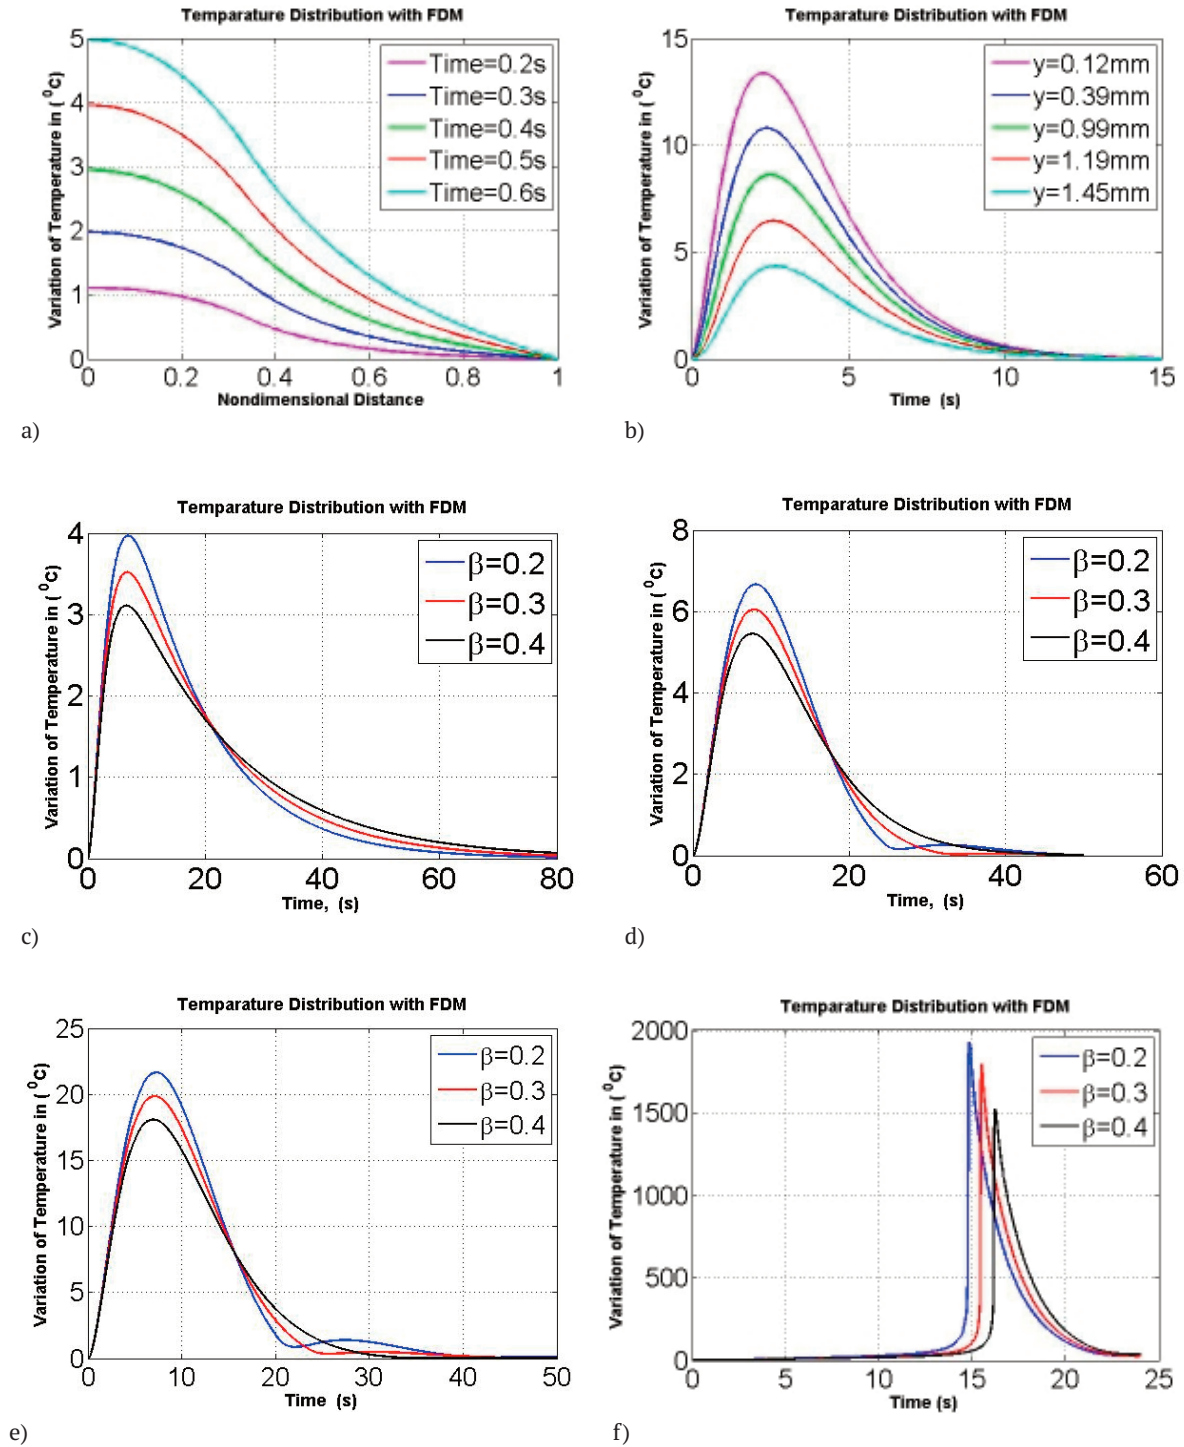 Temparature Distribution with FDM
Variation of Temperature in ( ⁰C)
5
4
3
2
1
0
Time=0.2s
Time=0.3s
Time=0.4s
Time=0.5s
Time=0.6s
0 0.2 0.4 0.6 0.8 1
Nondimensional Distance
a)
Temparature Distribution with FDM
Variation of Temperature in ( ⁰C)
15
10
5
0
y=0.12mm
y=0.39mm
y=0.99mm
y=1.19mm
y=1.45mm
0 5 10 15
Time (s)
b)
Temparature Distribution with FDM
Variation of Temperature in ( ⁰C)
4
3
2
1
0
β=0.2
β=0.3
β=0.4
0 20 40 60 80
Time, (s)
c)
Temparature Distribution with FDM
Variation of Temperature in ( ⁰C)
8
6
4
2
0
β=0.2
β=0.3
β=0.4
0 20 40 60
Time, (s)
d)
Temparature Distribution with FDM
Variation of Temperature in ( ⁰C)
25
20
15
10
5
0
β=0.2
β=0.3
β=0.4
0 10 20 30 40 50
Time (s)
e)
Temparature Distribution with FDM
Variation of Temperature in ( ⁰C)
2000
1500
1000
500
0
β=0.2
β=0.3
β=0.4
0 5 10 15 20 25
Time (s)
f)